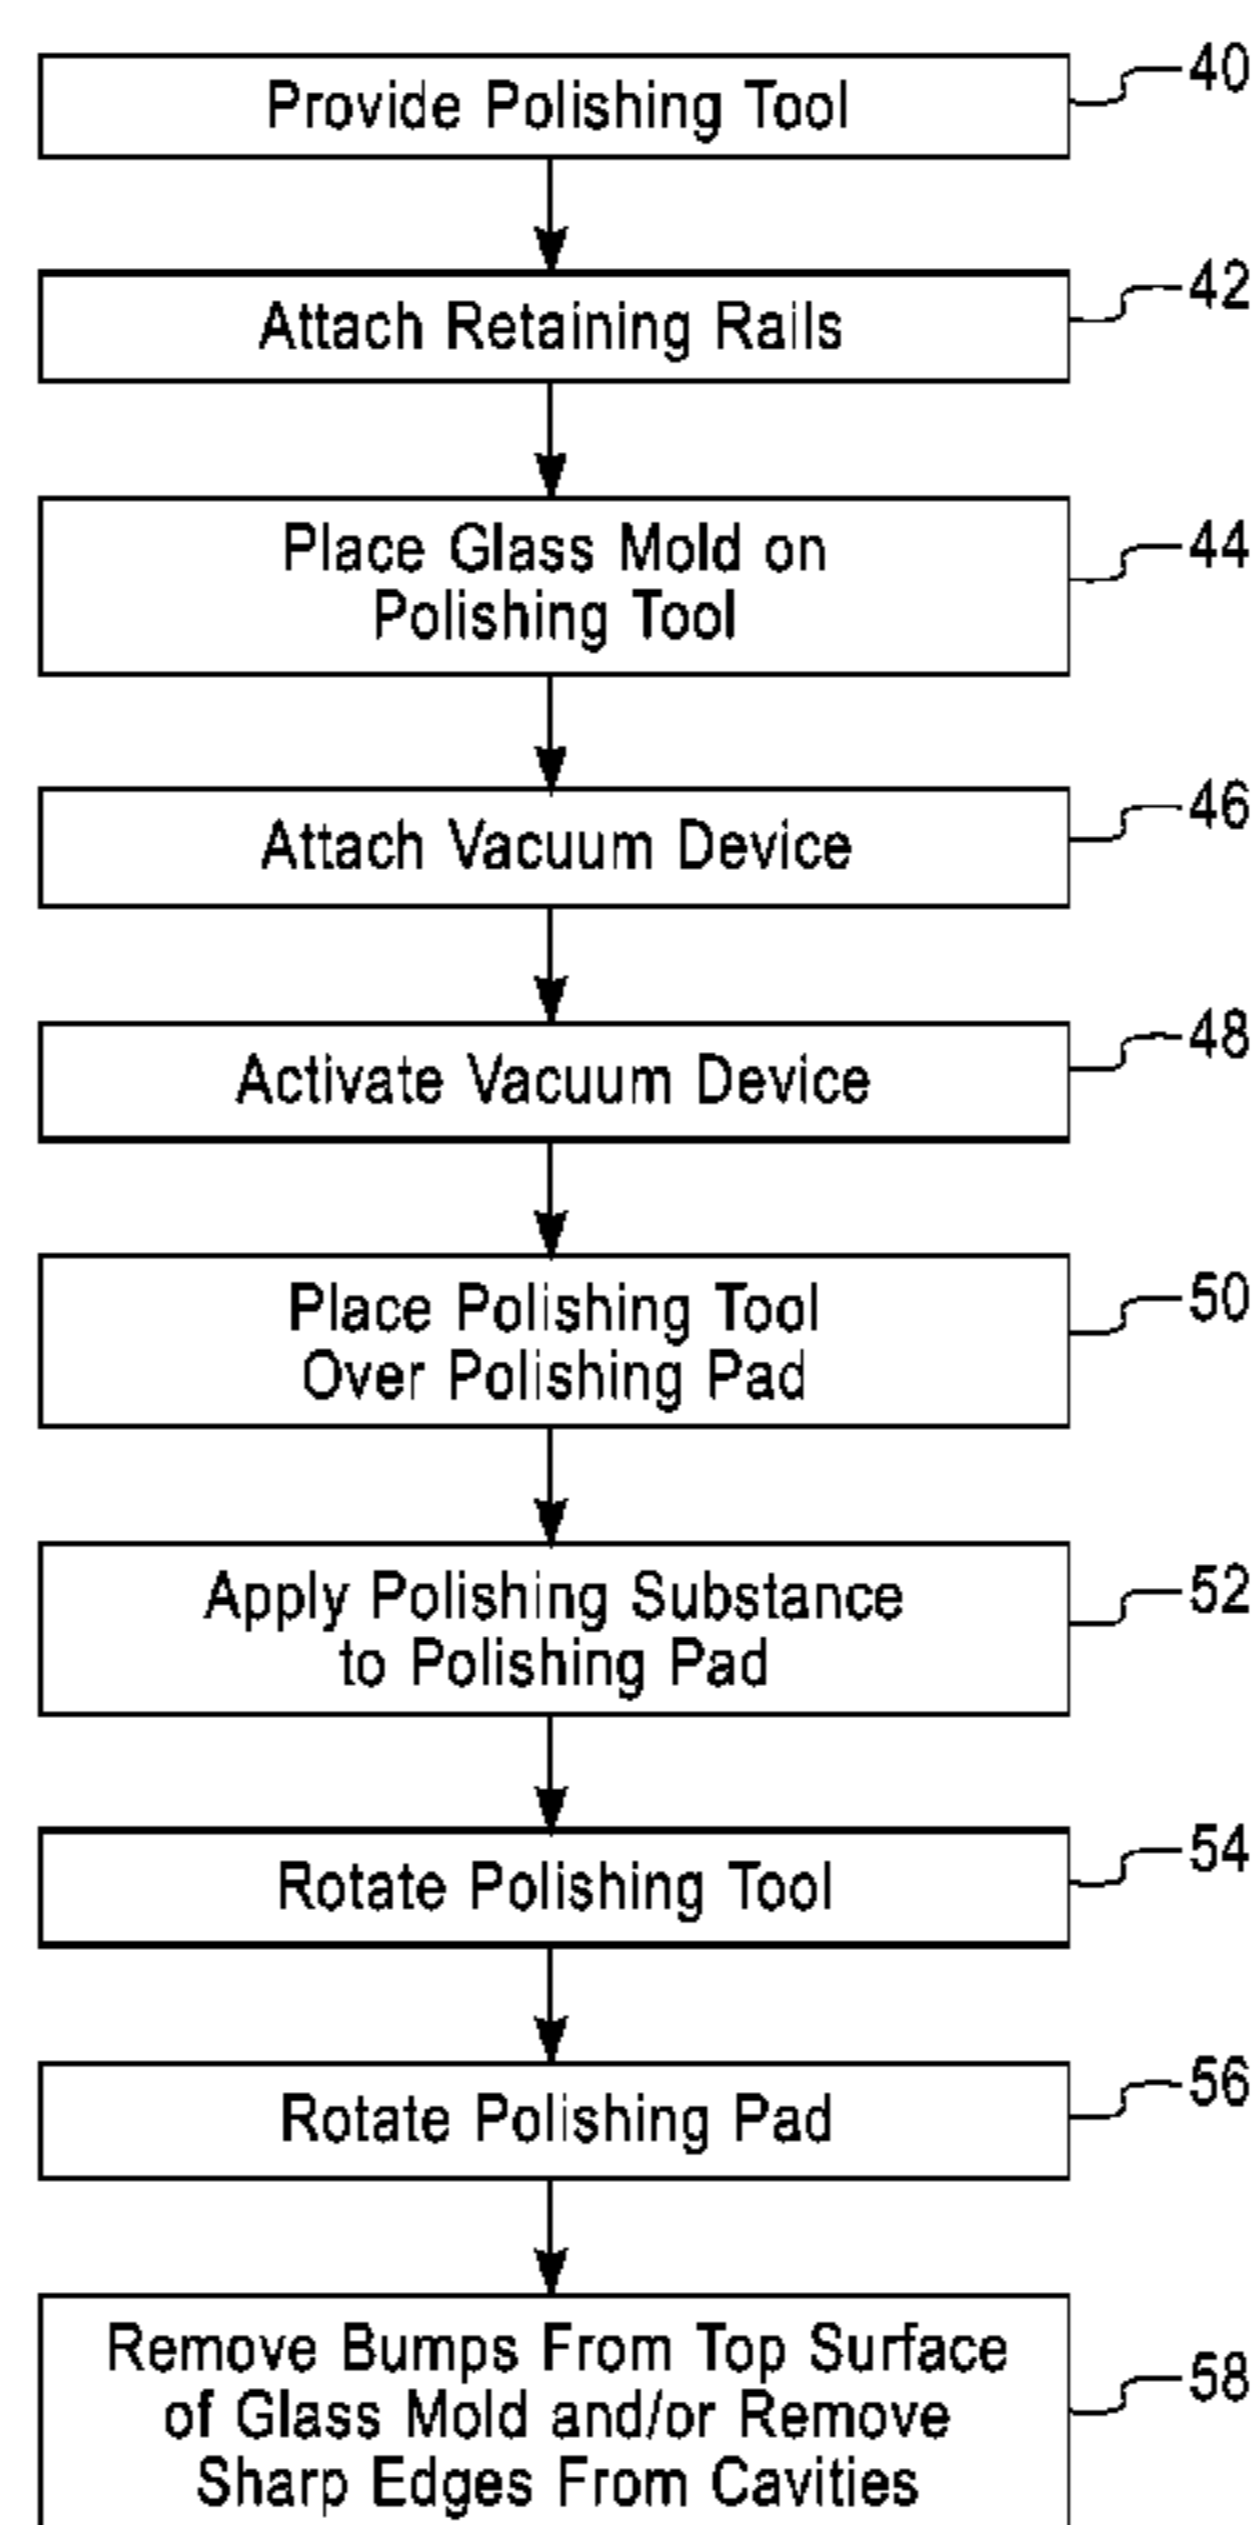 Provide Polishing Tool
40
Attach Retaining Rails
42
Place Glass Mold on
Polishing Tool
44
Attach Vacuum Device
46
Activate Vacuum Device
48
Place Polishing Tool
Over Polishing Pad
50
Apply Polishing Substance
to Polishing Pad
52
Rotate Polishing Tool
54
Rotate Polishing Pad
56
Remove Bumps From Top Surface
of Glass Mold and/or Remove
Sharp Edges From Cavities
58